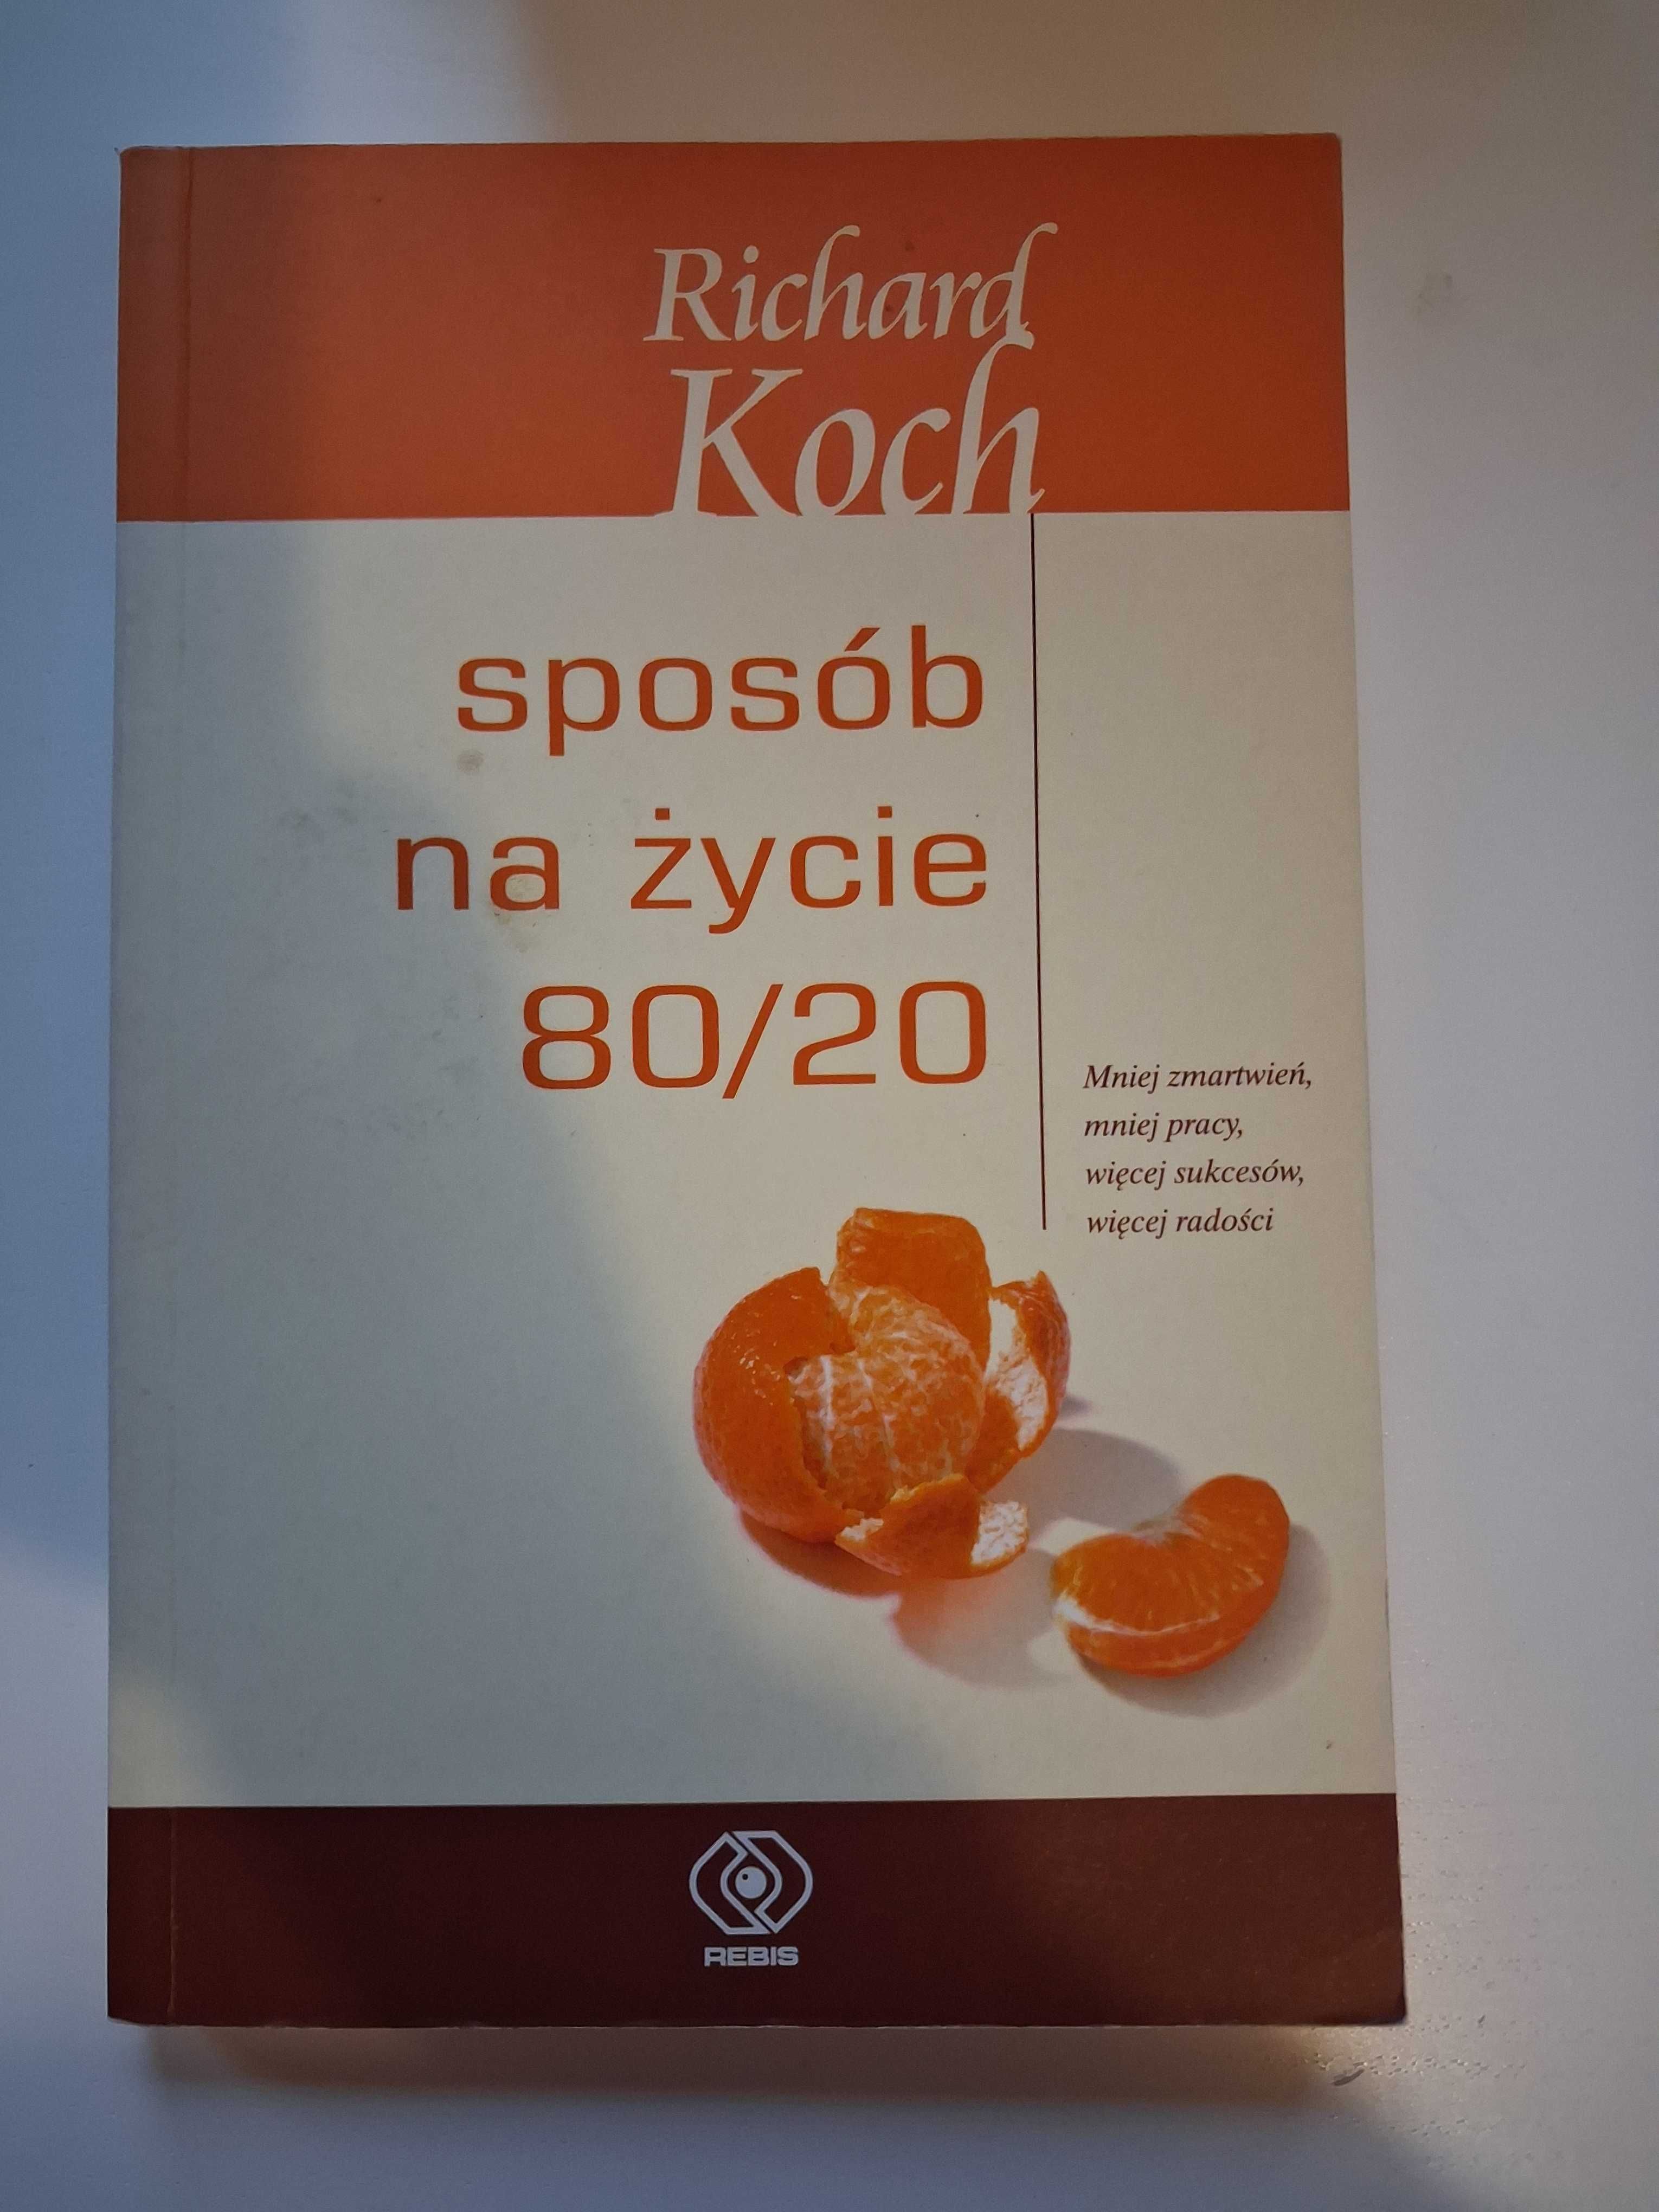 Richard
Koch
sposób
na życie
80/20
Mniej zmartwień,
mniej pracy,
więcej sukcesów,
więcej radości
REBIS